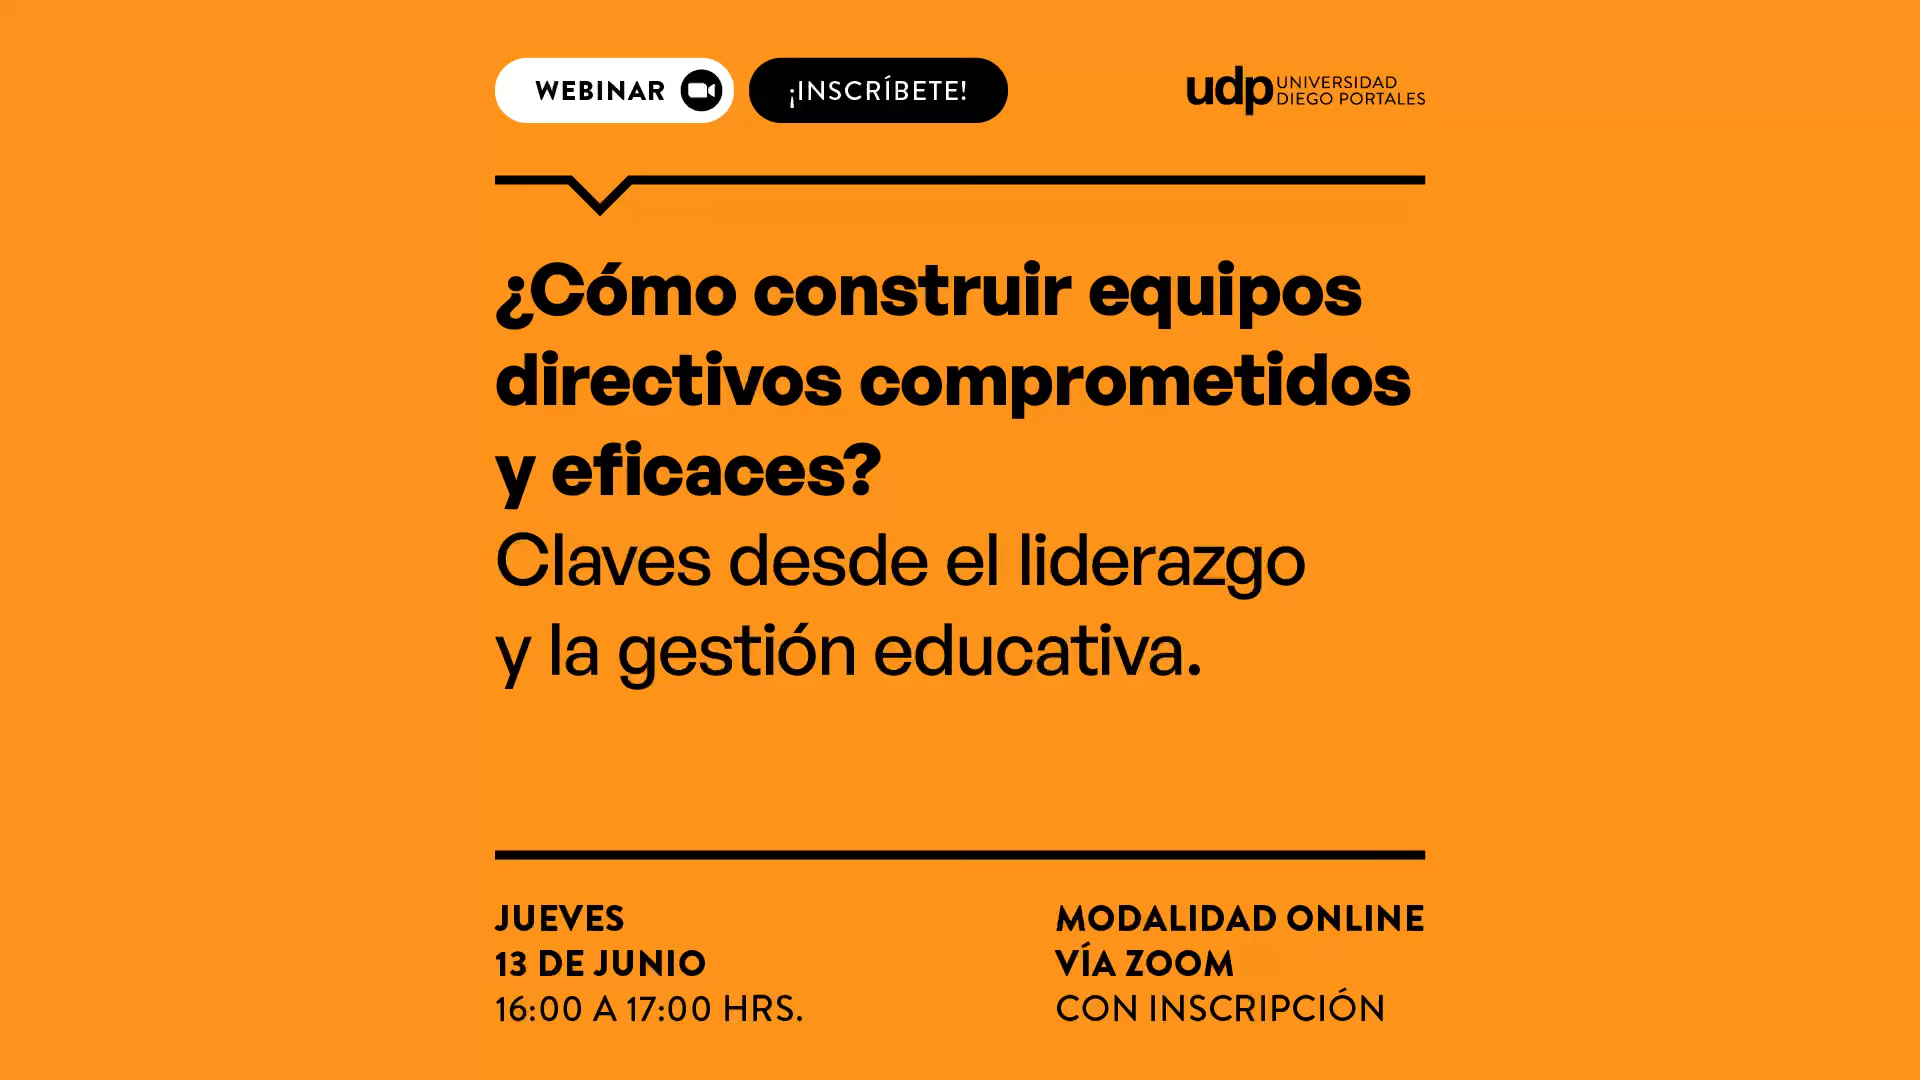 WEBINAR
¡INSCRÍBETE!
udp UNIVERSIDAD
DIEGO PORTALES
¿Cómo construir equipos
directivos comprometidos
y eficaces?
Claves desde el liderazgo
y la gestión educativa.
JUEVES
13 DE JUNIO
16:00 A 17:00 HRS.
MODALIDAD ONLINE
VÍA ZOOM
CON INSCRIPCIÓN